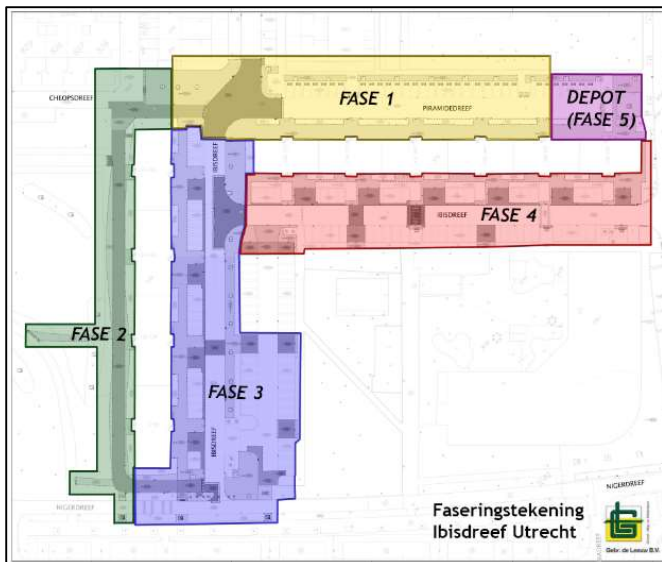 CHEOPSDREEF
FASE 1
PIRAMIDEDREEF
DEPOT
(FASE 5)
IBISDREEF
IBISDREEF
FASE 4
FASE 2
FASE 3
IBISDREEF
NIGERDREEF
NIGERDREEF
Faseringstekening
Ibisdreef Utrecht
Gebr. de Leeuw B.V.